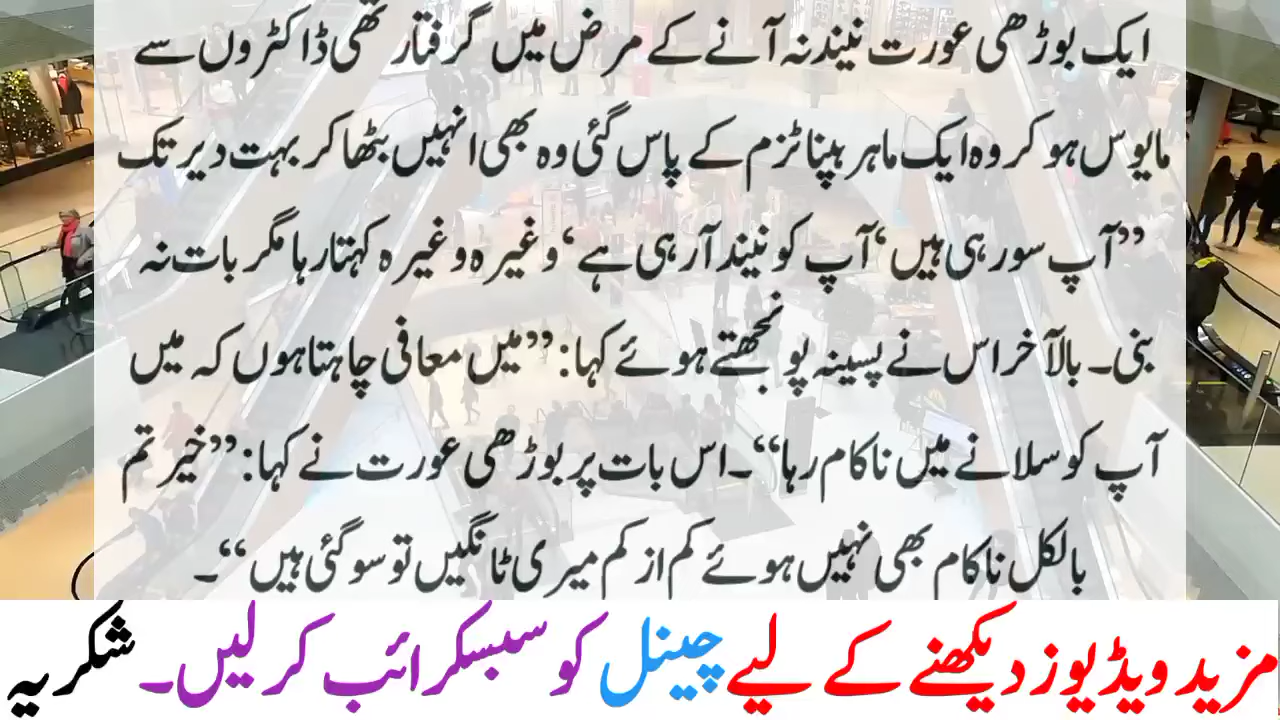 ایک بوڑھی عورت نیند نہ آنے کے مرض میں گرفتار تھی ڈاکٹروں سے
مایوس ہو کر وہ ایک ماہر ہپناٹزم کے پاس گئی وہ بھی انہیں بٹھا کر بہت دیر تک
”آپ سو رہی ہیں‘ آپ کو نیند آرہی ہے‘ وغیرہ وغیرہ کہتا رہا مگر بات نہ
بنی۔ بالآخر اس نے پسینہ پونچھتے ہوئے کہا: ”میں معافی چاہتا ہوں کہ میں
آپ کو سلانے میں ناکام رہا“۔ اس بات پر بوڑھی عورت نے کہا: ”خیر تم
بالکل ناکام بھی نہیں ہوئے کم از کم میری ٹانگیں تو سو گئی ہیں“۔
مزید ویڈیوز دیکھنے کے لیے چینل کو سبسکرائب کر لیں۔ شکریہ